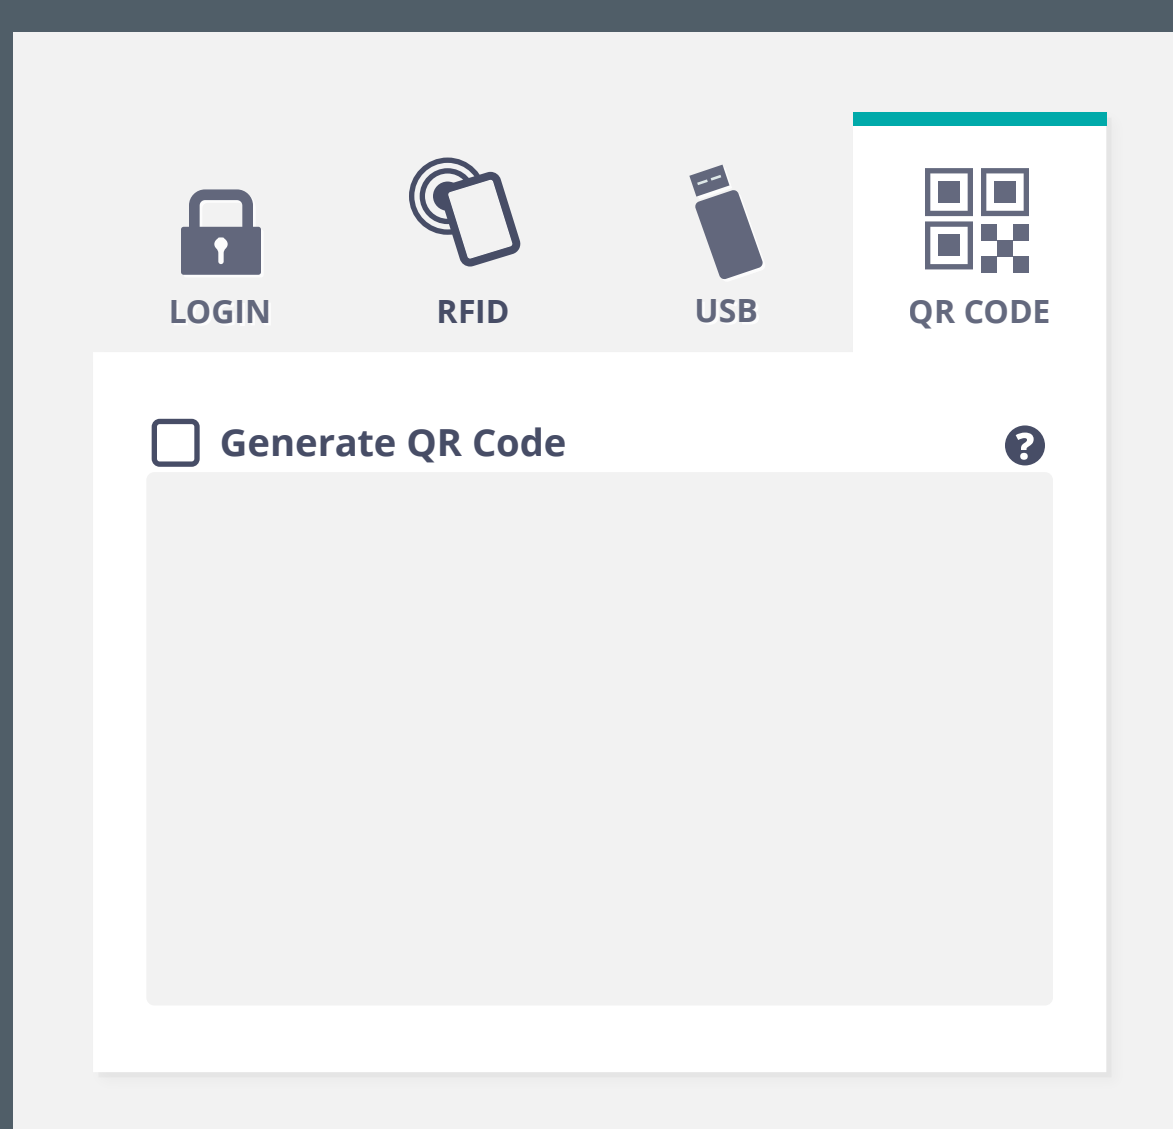 LOGIN
RFID
USB
QR CODE
Generate QR Code
?